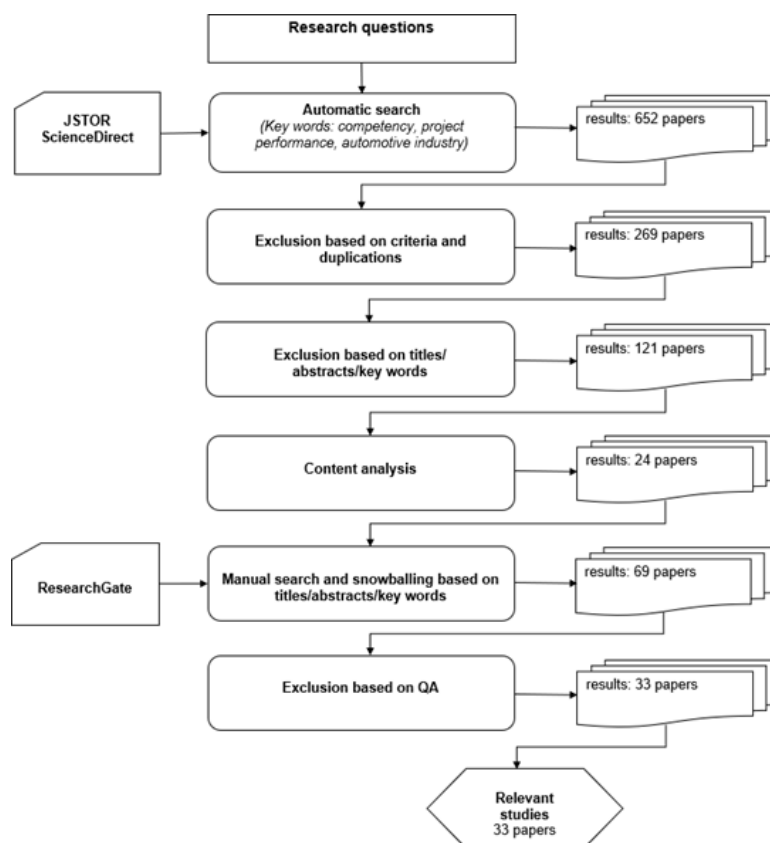 Research questions
JSTOR
ScienceDirect
Automatic search
(Key words: competency, project
performance, automotive industry)
results: 652 papers
Exclusion based on criteria and
duplications
results: 269 papers
Exclusion based on titles/
abstracts/key words
results: 121 papers
Content analysis
results: 24 papers
ResearchGate
Manual search and snowballing based on
titles/abstracts/key words
results: 69 papers
Exclusion based on QA
results: 33 papers
Relevant
studies
33 papers